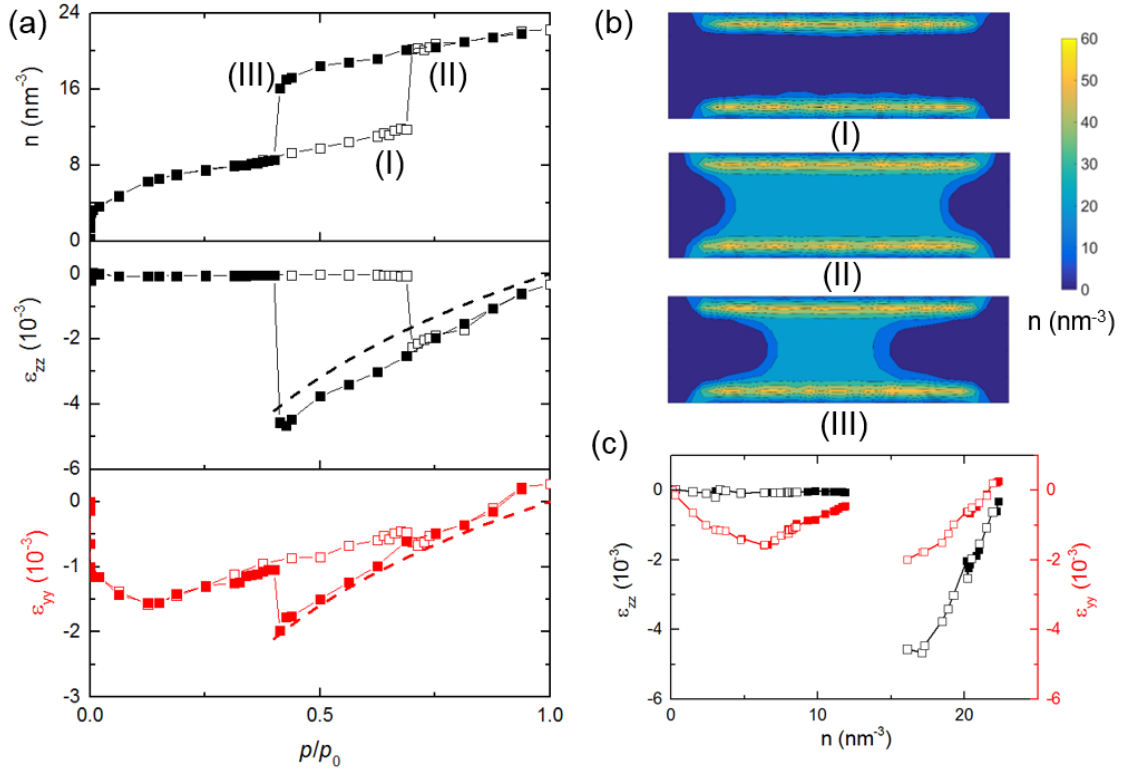 (a)
24
16
8
0
n (nm-3)
(III)
(II)
(I)
0
-2
-4
-6
εzz (10-3)
0
-1
-2
-3
εyy (10-3)
0.0
0.5
1.0
p/p0
(b)
(I)
(II)
(III)
60
50
40
30
20
10
0
n (nm-3)
(c)
0
-2
-4
-6
εzz (10-3)
0
-2
-4
-6
εyy (10-3)
0
10
20
n (nm-3)